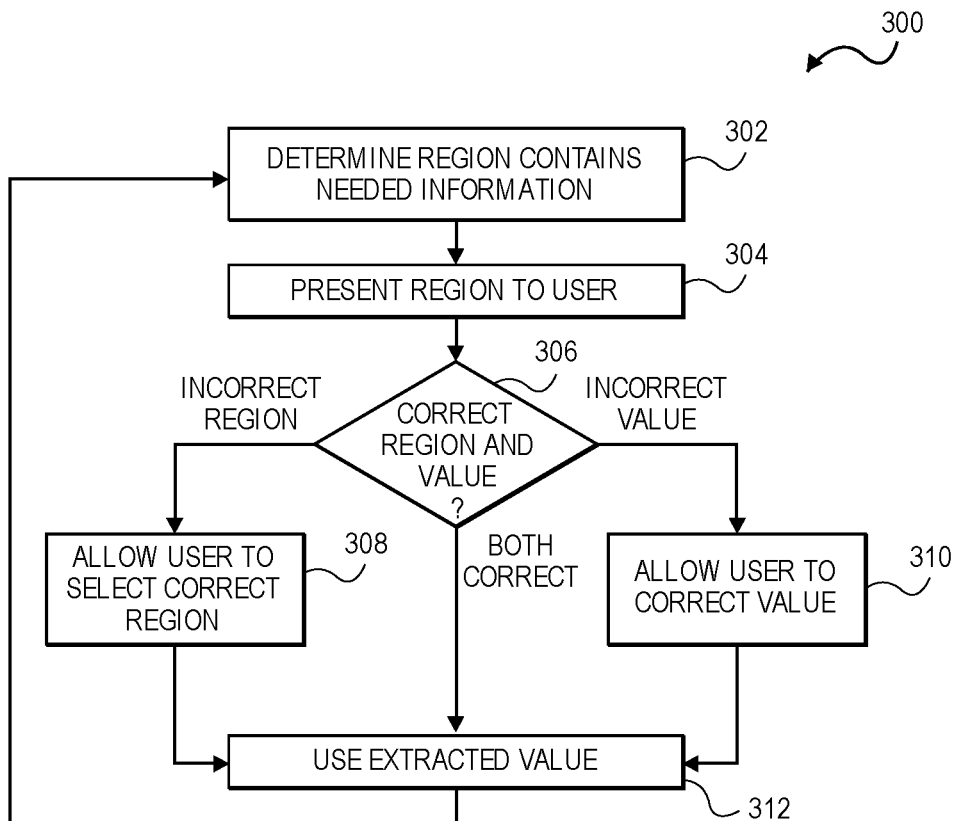 300
DETERMINE REGION CONTAINS
NEEDED INFORMATION
302
PRESENT REGION TO USER
304
306
INCORRECT
REGION
CORRECT
REGION AND
VALUE
?
INCORRECT
VALUE
ALLOW USER TO
SELECT CORRECT
REGION
308
BOTH
CORRECT
ALLOW USER TO
CORRECT VALUE
310
USE EXTRACTED VALUE
312